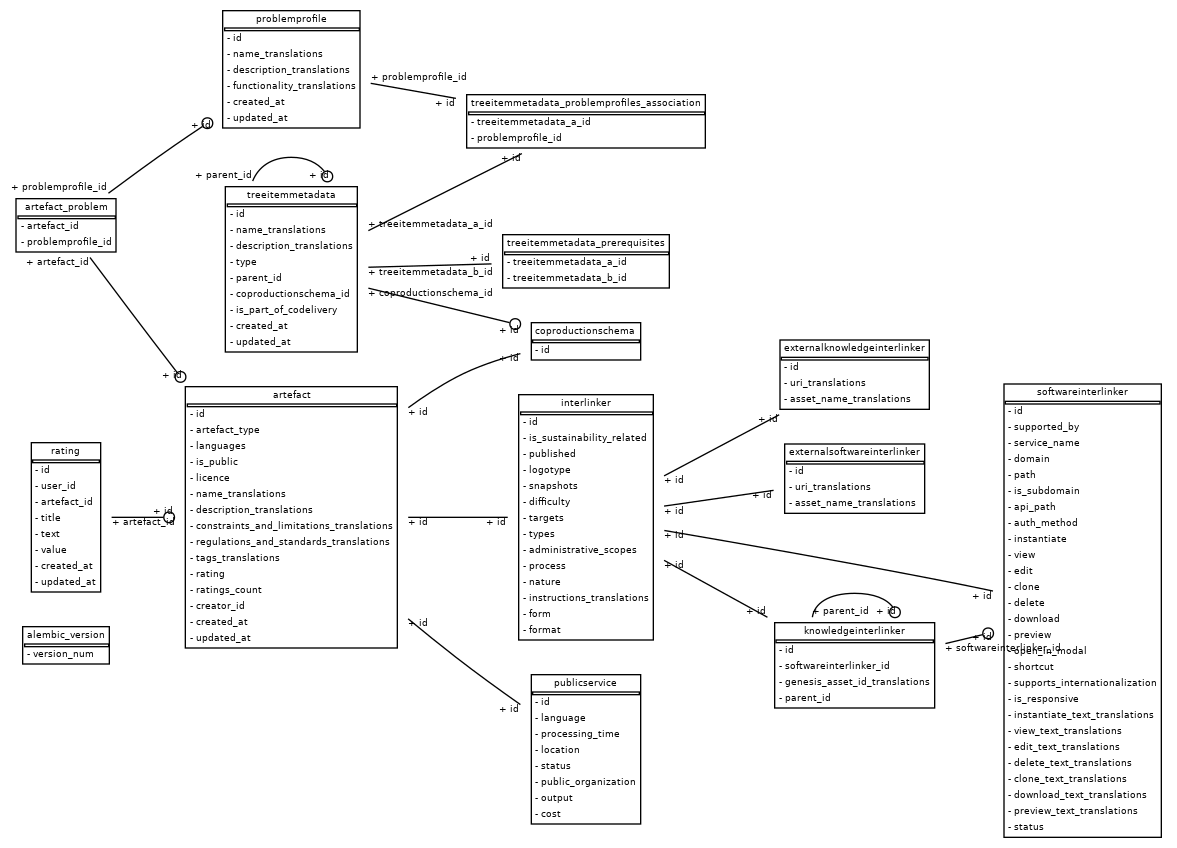 problemprofile
- id
- name_translations
- description_translations
- functionality_translations
- created_at
- updated_at
+ problemprofile_id
+ id
treeitemmetadata_problemprofiles_association
- treeitemmetadata_a_id
- problemprofile_id
+ id
+ id
+ parent_id
+ id
+ problemprofile_id
artefact_problem
- artefact_id
- problemprofile_id
+ artefact_id
+ id
treeitemmetadata
- id
- name_translations
- description_translations
- type
- parent_id
- coproductionschema_id
- is_part_of_codelivery
- created_at
- updated_at
+ treeitemmetadata_a_id
+ id
+ treeitemmetadata_b_id
+ coproductionschema_id
+ id
treeitemmetadata_prerequisites
- treeitemmetadata_a_id
- treeitemmetadata_b_id
coproductionschema
- id
+ id
+ id
artefact
- id
- artefact_type
- languages
- is_public
- licence
- name_translations
- description_translations
- constraints_and_limitations_translations
- regulations_and_standards_translations
- tags_translations
- rating
- ratings_count
- creator_id
- created_at
- updated_at
rating
- id
- user_id
- artefact_id
- title
- text
- value
- created_at
- updated_at
+ id
+ artefact_id
alembic_version
- version_num
+ id
+ id
+ id
+ id
interlinker
- id
- is_sustainability_related
- published
- logotype
- snapshots
- difficulty
- targets
- types
- administrative_scopes
- process
- nature
- instructions_translations
- form
- format
publicservice
- id
- language
- processing_time
- location
- status
- public_organization
- output
- cost
externalknowledgeinterlinker
- id
- uri_translations
- asset_name_translations
+ id
+ id
externalsoftwareinterlinker
- id
- uri_translations
- asset_name_translations
+ id
+ id
+ id
+ id
+ id
+ id
+ parent_id
+ id
knowledgeinterlinker
- id
- softwareinterlinker_id
- genesis_asset_id_translations
- parent_id
+ id
+ softwareinterlinker_id
softwareinterlinker
- id
- supported_by
- service_name
- domain
- path
- is_subdomain
- api_path
- auth_method
- instantiate
- view
- edit
- clone
- delete
- download
- preview
- open_in_modal
- shortcut
- supports_internationalization
- is_responsive
- instantiate_text_translations
- view_text_translations
- edit_text_translations
- delete_text_translations
- clone_text_translations
- download_text_translations
- preview_text_translations
- status